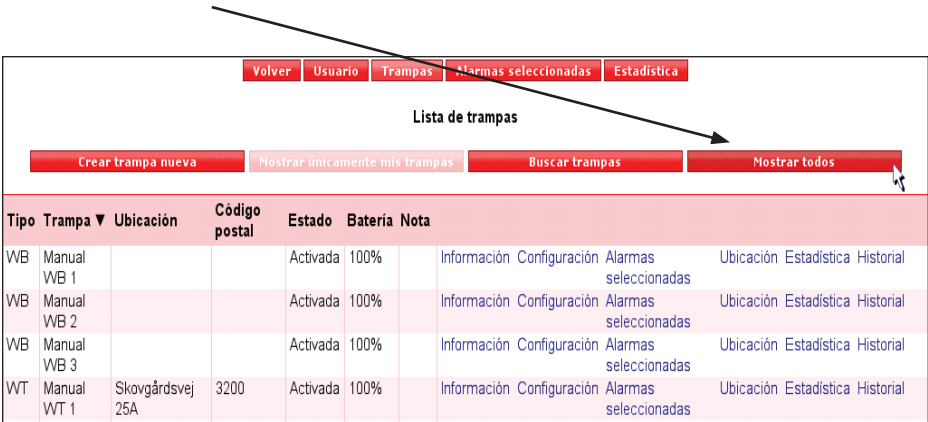 Volver Usuario Trampas Alarmas seleccionadas Estadística
Lista de trampas
Crear trampa nueva Mostrar únicamente mis trampas Buscar trampas Mostrar todos
Tipo Trampa ▼ Ubicación Código postal Estado Batería Nota
WB Manual WB 1 Activada 100% Información Configuración Alarmas seleccionadas Ubicación Estadística Historial
WB Manual WB 2 Activada 100% Información Configuración Alarmas seleccionadas Ubicación Estadística Historial
WB Manual WB 3 Activada 100% Información Configuración Alarmas seleccionadas Ubicación Estadística Historial
WT Manual WT 1 Skovgårdsvej 25A 3200 Activada 100% Información Configuración Alarmas seleccionadas Ubicación Estadística Historial